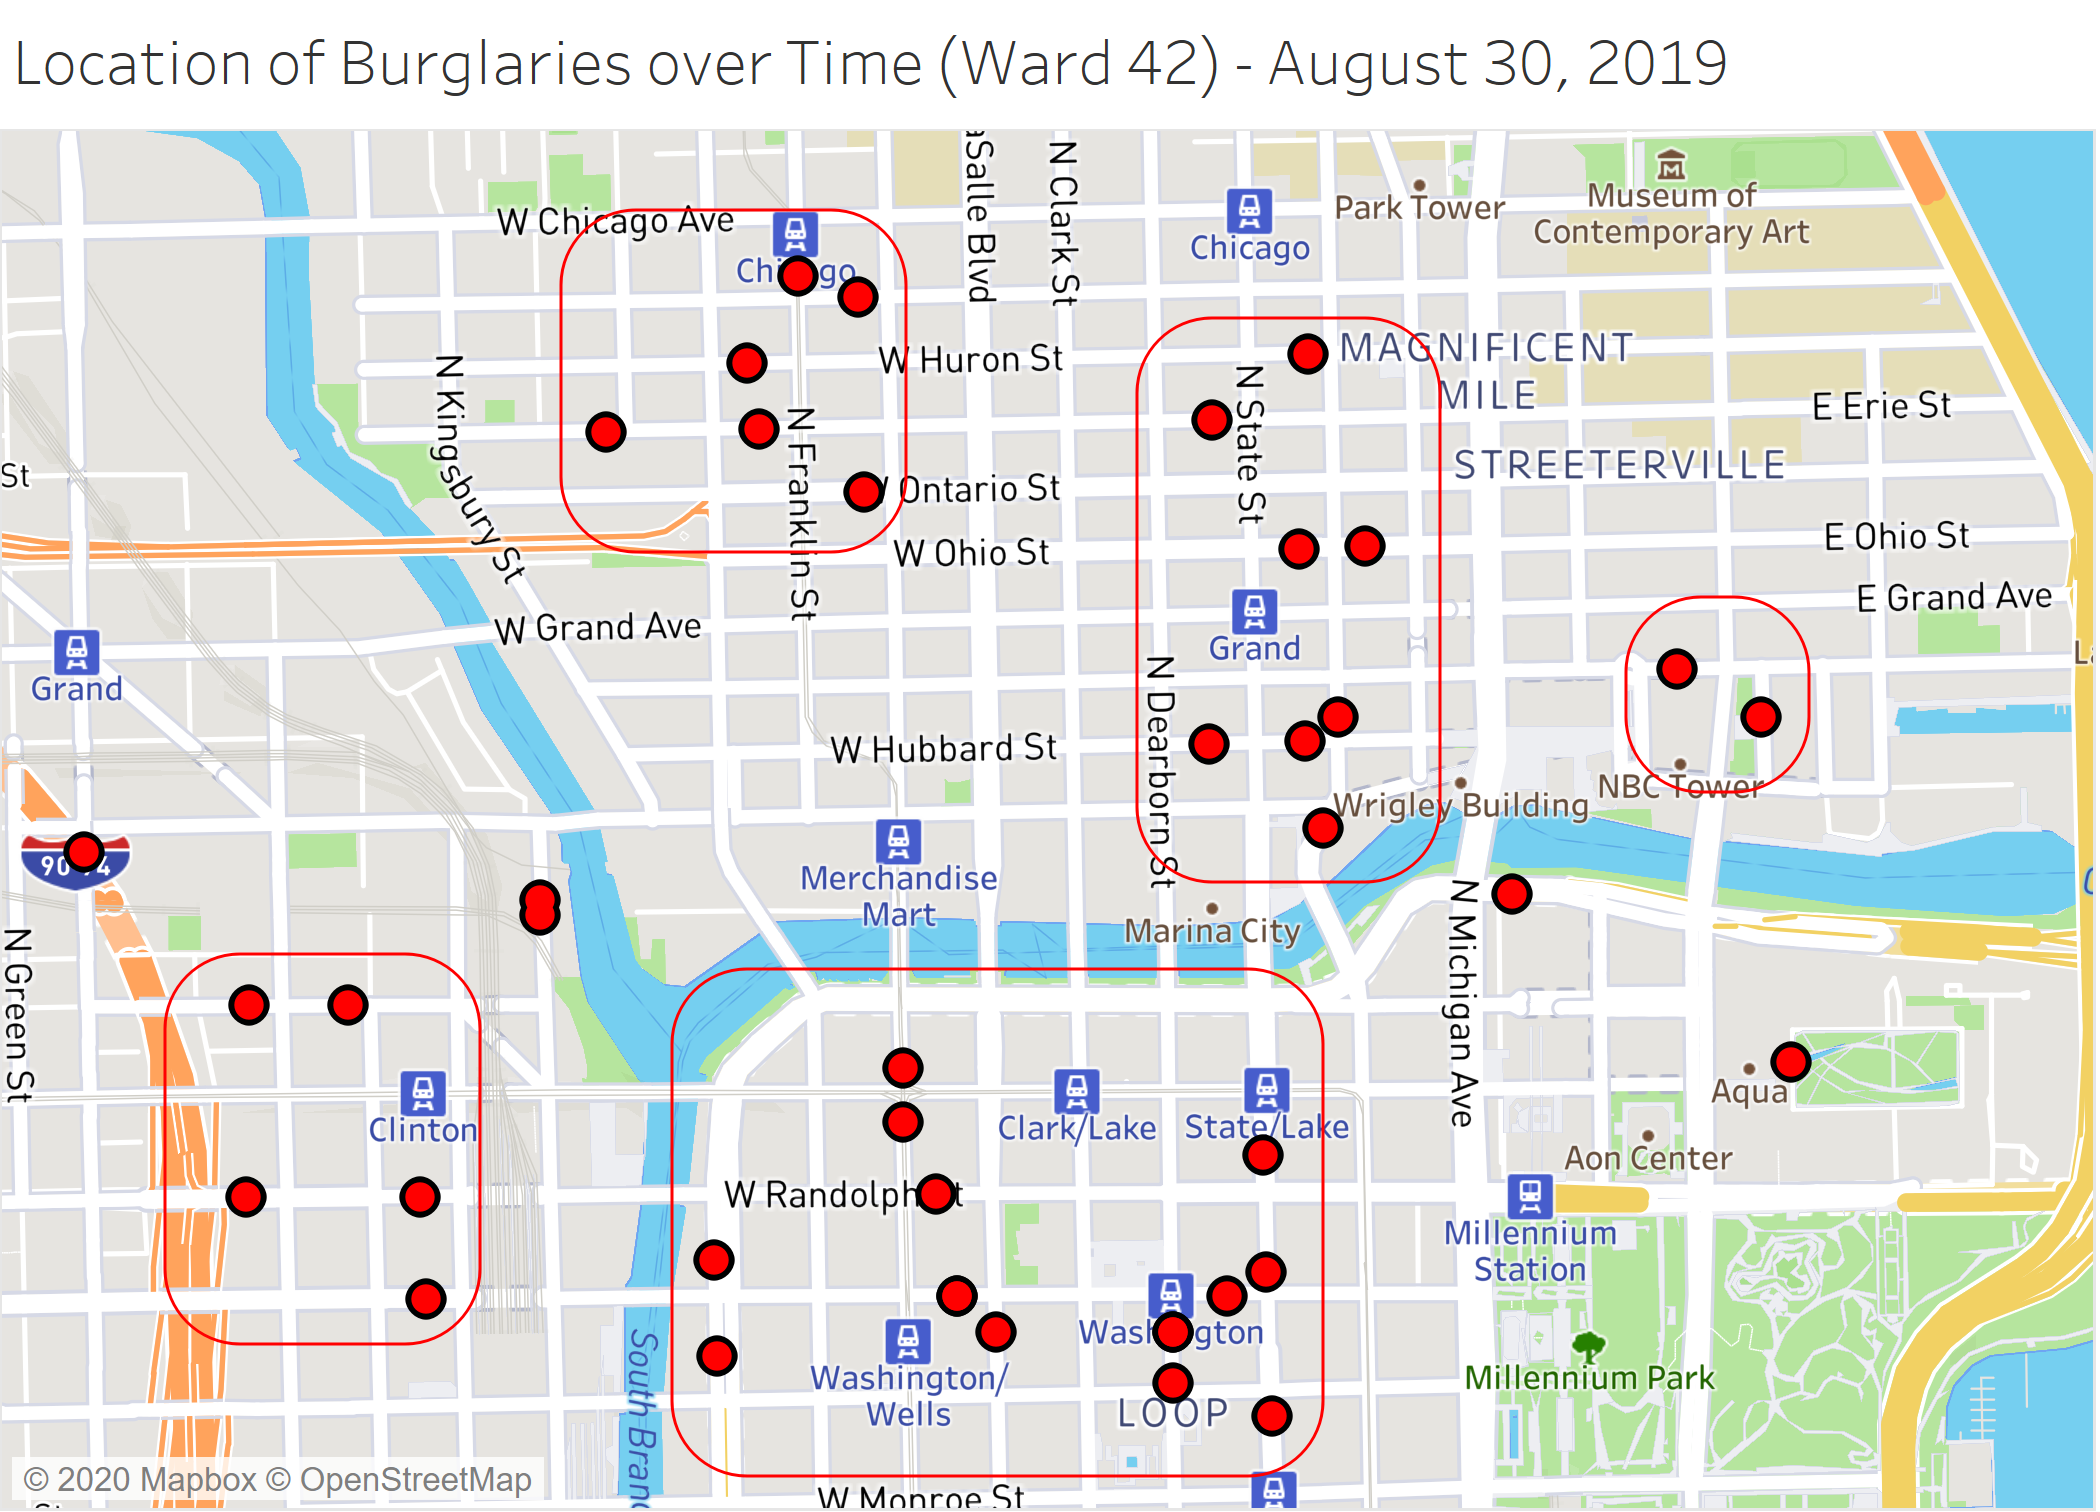 Location of Burglaries over Time (Ward 42) - August 30, 2019
N Clark St
aSalle Blvd
Museum of
Contemporary Art
Park Tower
W Chicago Ave
Chicago
Chicago
W Huron St
MAGNIFICENT
MILE
N Kingsbury St
N State St
E Erie St
N Franklin St
STREETERVILLE
St
Ontario St
E Ohio St
W Ohio St
E Grand Ave
W Grand Ave
Grand
Grand
N Dearborn St
W Hubbard St
NBC Tower
Wrigley Building
90 94
Merchandise
Mart
Marina City
N Green St
N Michigan Ave
Aqua
Clinton
Clark/Lake
State/Lake
Aon Center
W Randolph
Millennium
Station
Washington
Washington/
Wells
South Branc
Millennium Park
LOOP
© 2020 Mapbox © OpenStreetMap
W Monroe St